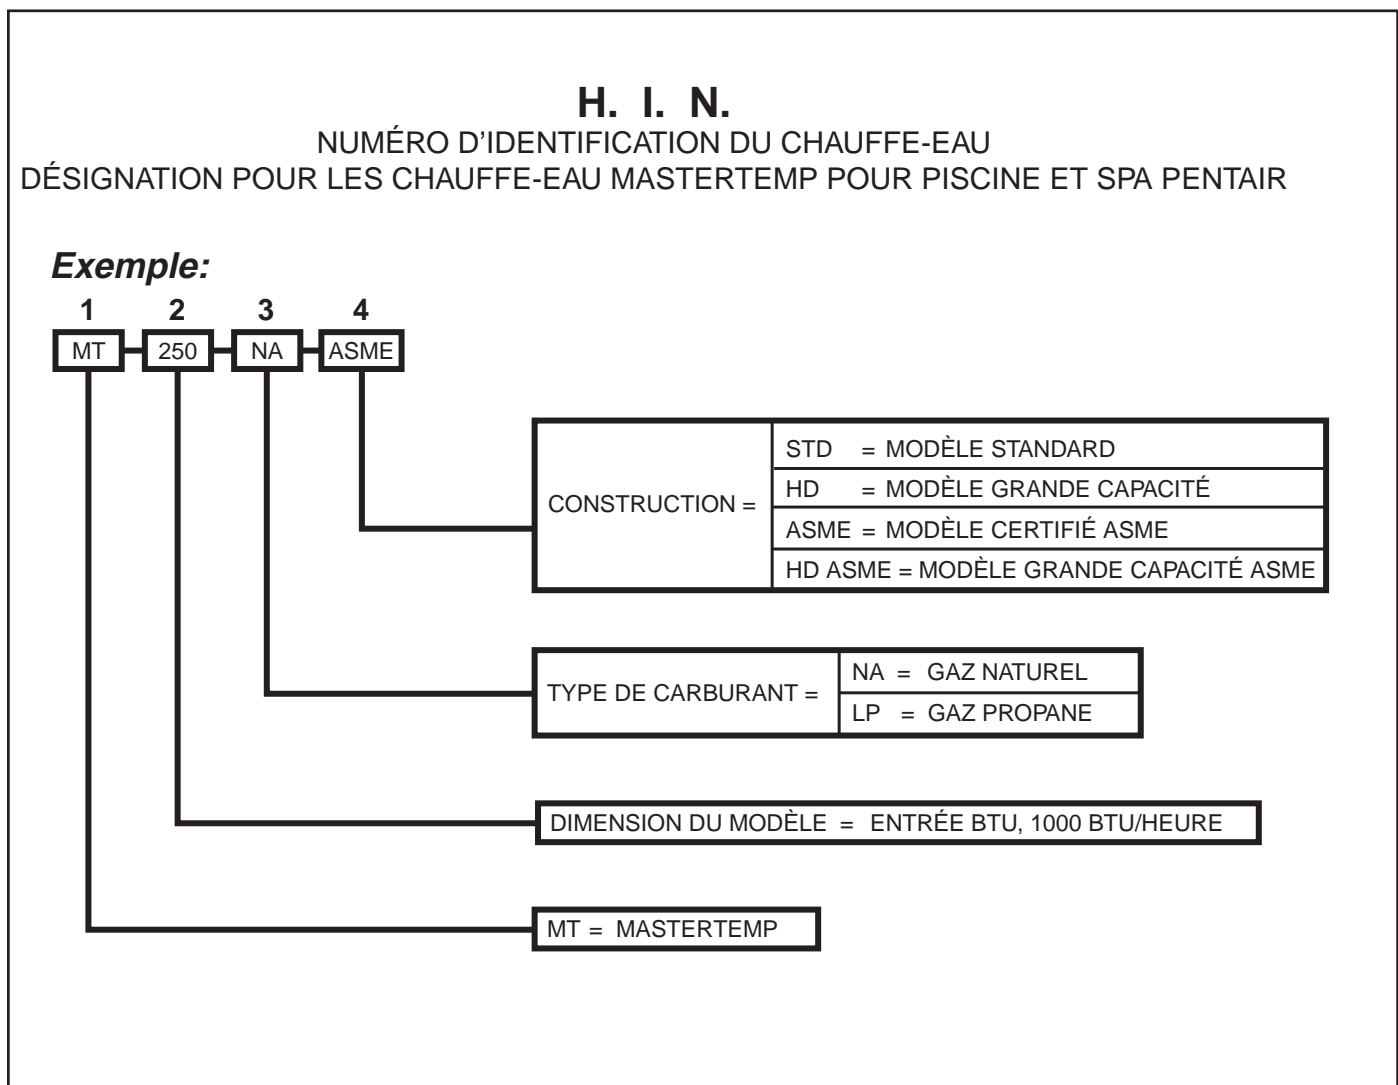 H. I. N.
NUMÉRO D'IDENTIFICATION DU CHAUFFE-EAU
DÉSIGNATION POUR LES CHAUFFE-EAU MASTERTEMP POUR PISCINE ET SPA PENTAIR
Exemple:
1 2 3 4
MT 250 NA ASME
CONSTRUCTION =
STD = MODÈLE STANDARD
HD = MODÈLE GRANDE CAPACITÉ
ASME = MODÈLE CERTIFIÉ ASME
HD ASME = MODÈLE GRANDE CAPACITÉ ASME
TYPE DE CARBURANT =
NA = GAZ NATUREL
LP = GAZ PROPANE
DIMENSION DU MODÈLE = ENTRÉE BTU, 1000 BTU/HEURE
MT = MASTERTEMP